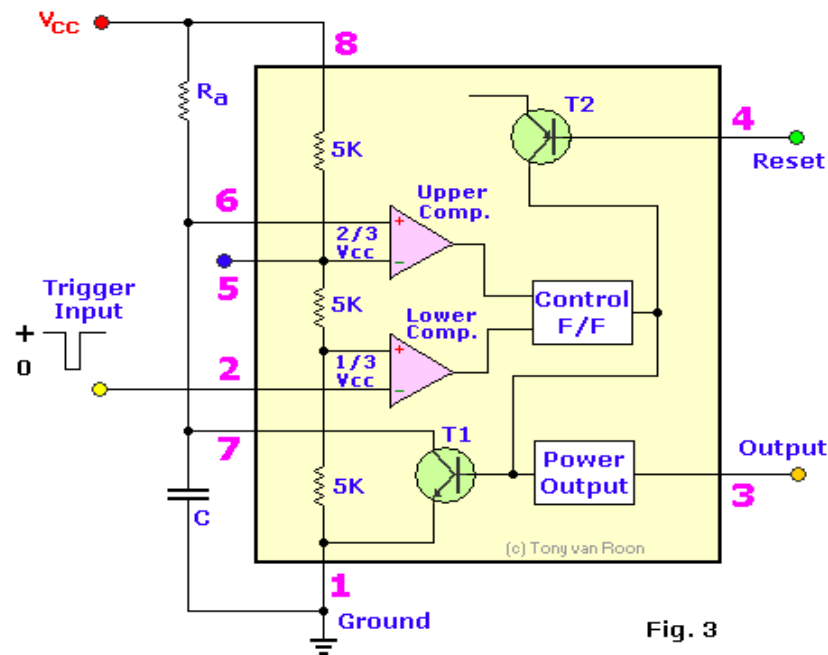 Vcc
8
T2
Ra
4
5K
Reset
Upper
Comp.
6
+
2/3
Vcc
-
5
Trigger
Input
5K
Lower
Comp.
Control
F/F
+
0
+
1/3
Vcc
-
2
7
T1
Output
5K
Power
Output
3
C
(c) Tony van Roon
1
Ground
Fig. 3